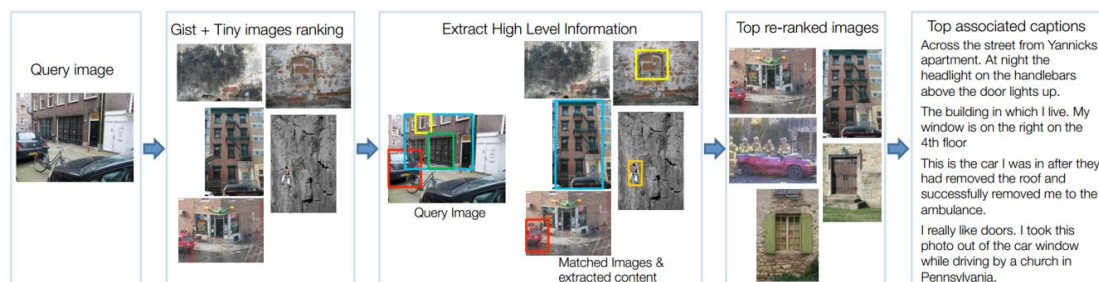 Query image
Gist + Tiny images ranking
Extract High Level Information
Query Image
Matched Images &
extracted content
Top re-ranked images
Top associated captions
Across the street from Yannicks
apartment. At night the
headlight on the handlebars
above the door lights up.
The building in which I live. My
window is on the right on the
4th floor
This is the car I was in after they
had removed the roof and
successfully removed me to the
ambulance.
I really like doors. I took this
photo out of the car window
while driving by a church in
Pennsylvania.